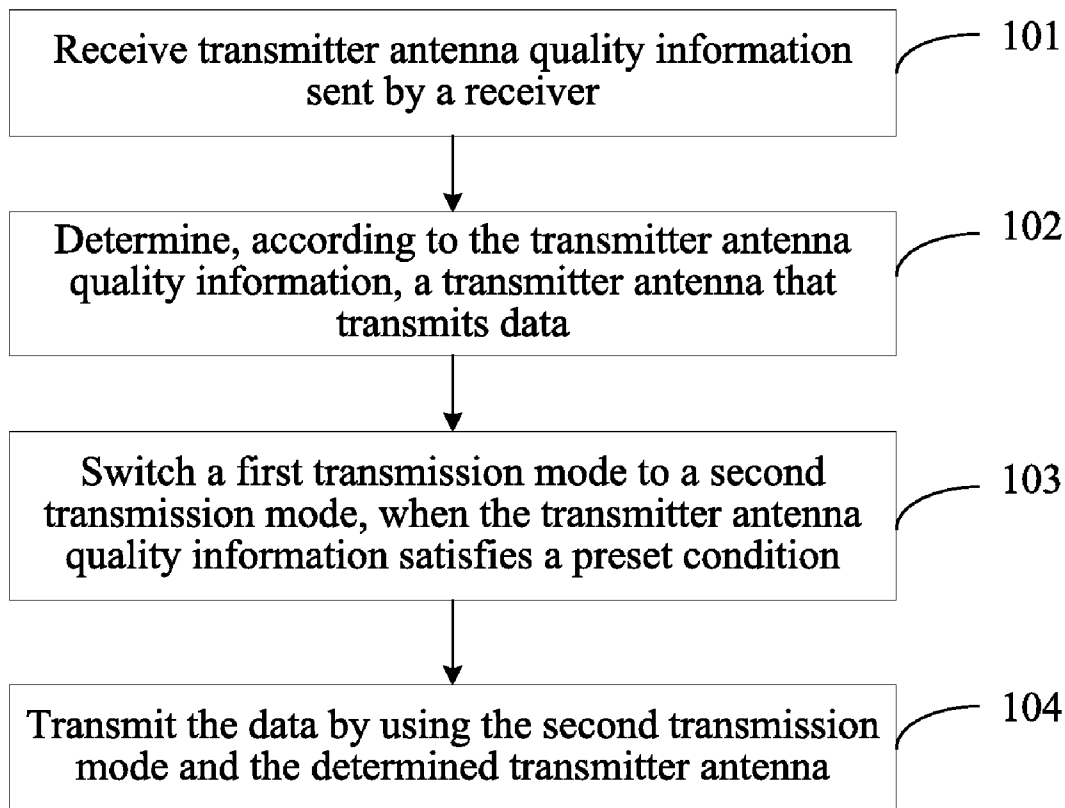 Receive transmitter antenna quality information
sent by a receiver
101
Determine, according to the transmitter antenna
quality information, a transmitter antenna that
transmits data
102
Switch a first transmission mode to a second
transmission mode, when the transmitter antenna
quality information satisfies a preset condition
103
Transmit the data by using the second transmission
mode and the determined transmitter antenna
104